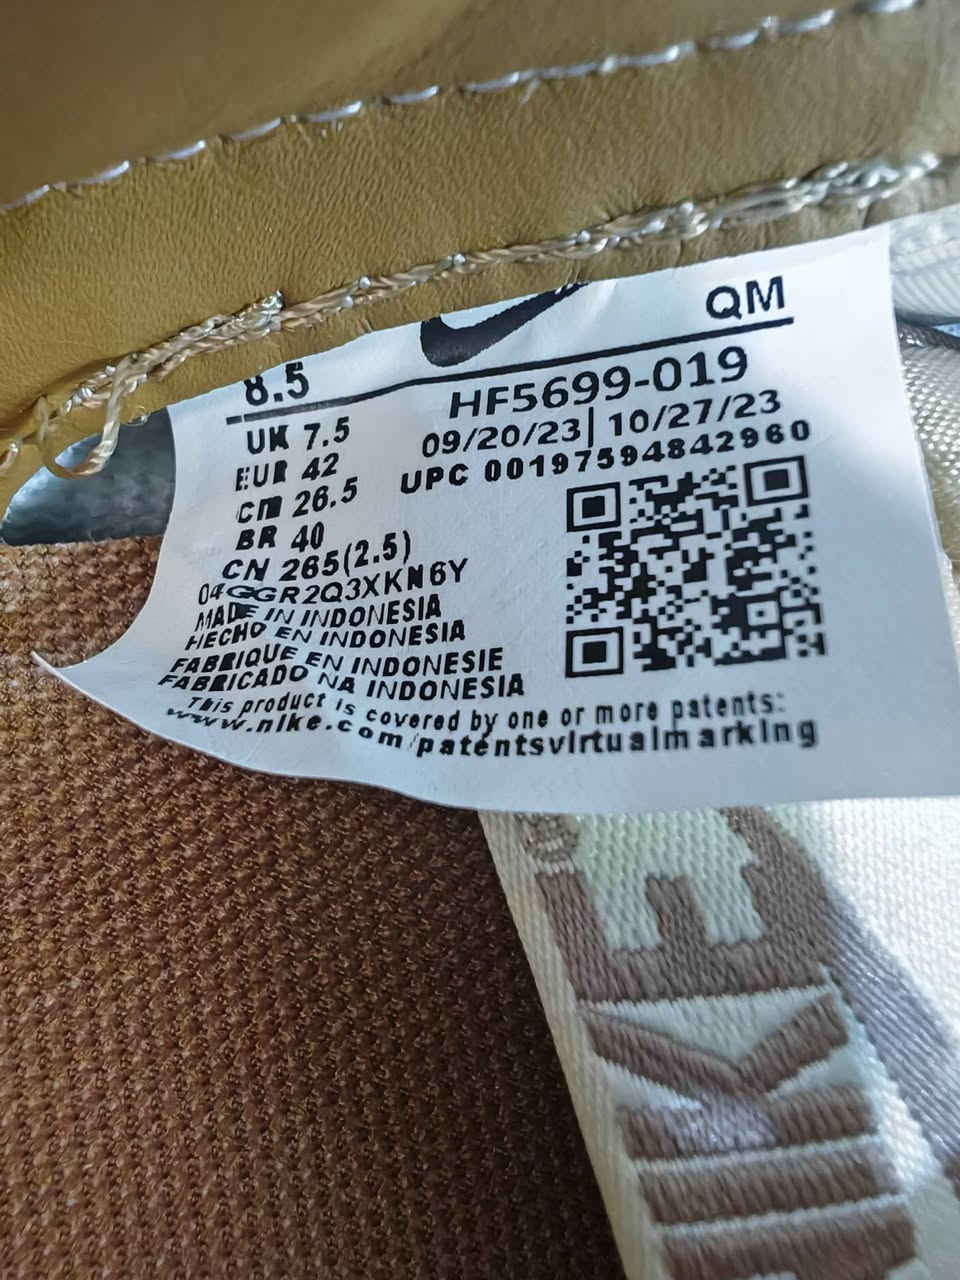 QM
8.5
HF5699-019
UK 7.5
09/20/23 | 10/27/23
EUR 42
UPC 00197594842960
cm 26.5
BR 40
CN 265(2.5)
04GGR2Q3XKN6Y
MADE IN INDONESIA
HECHO EN INDONESIA
FABRIQUE EN INDONESIE
FABRICADO NA INDONESIA
This product is covered by one or more patents:
www.nike.com/patentsvirtualmarking
IKE